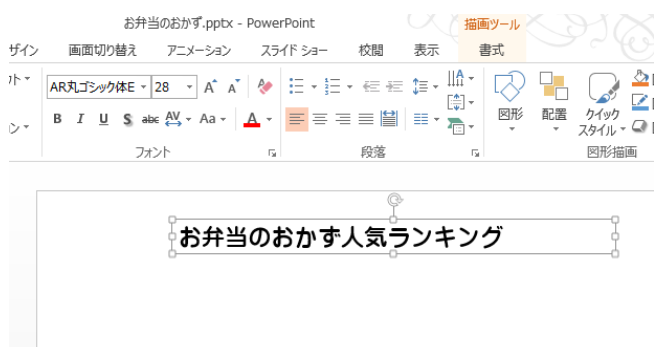 お弁当のおかず.pptx - PowerPoint
描画ツール
ザイン 画面切り替え アニメーション スライド ショー 校閲 表示 書式
AR丸ゴシック体E 28 A A
B I U S abc AV Aa A
図形 配置 クイック
スタイル
フォント 段落 図形描画
お弁当のおかず人気ランキング